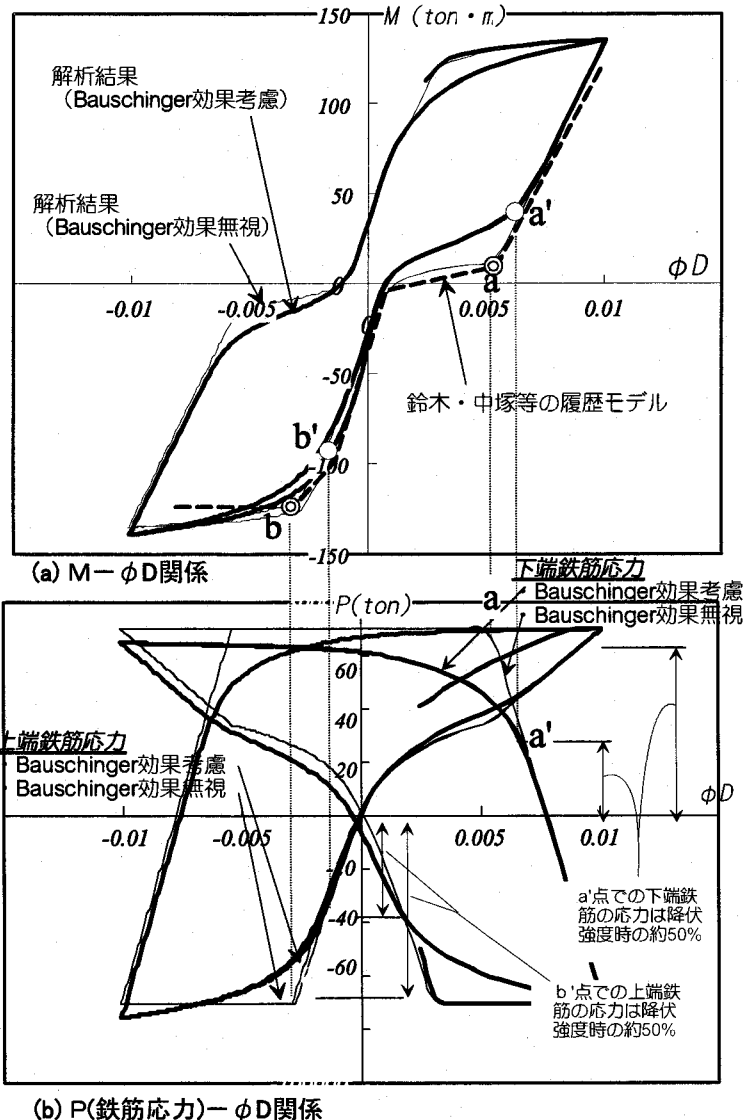 150
M (ton・m)
解析結果
（Bauschinger効果考慮）
100
解析結果
（Bauschinger効果無視）
50
a'
φD
a
0
-0.01
-0.005
0.005
0.01
-50
鈴木・中塚等の履歴モデル
b'
-100
b
-150
(a) M－φD関係
下端鉄筋応力
P(ton)
a
Bauschinger効果考慮
Bauschinger効果無視
60
40
a'
上端鉄筋応力
Bauschinger効果考慮
Bauschinger効果無視
20
φD
-0.01
-0.005
0.005
0.01
-20
a'点での下端鉄
筋の応力は降伏
強度時の約50%
-40
-60
b'点での上端鉄
筋の応力は降伏
強度時の約50%
(b) P(鉄筋応力)－φD関係